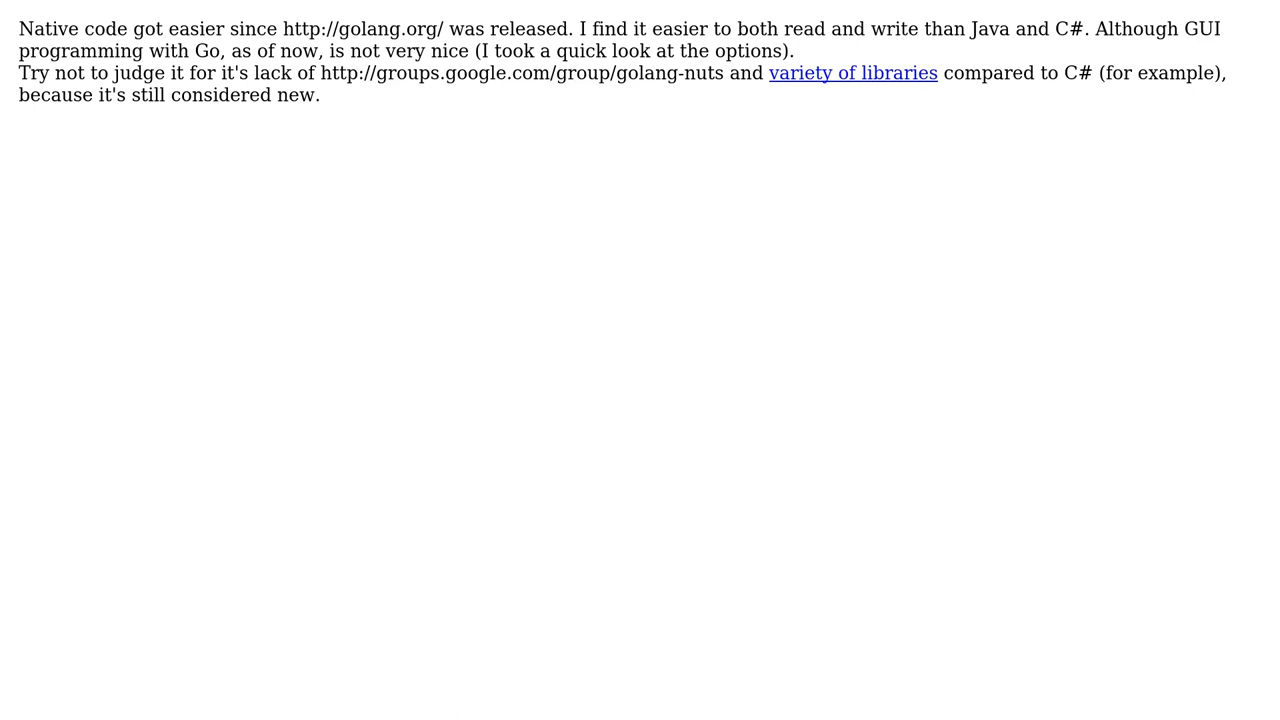 Native code got easier since http://golang.org/ was released. I find it easier to both read and write than Java and C#. Although GUI
programming with Go, as of now, is not very nice (I took a quick look at the options).
Try not to judge it for it's lack of http://groups.google.com/group/golang-nuts and variety of libraries compared to C# (for example),
because it's still considered new.